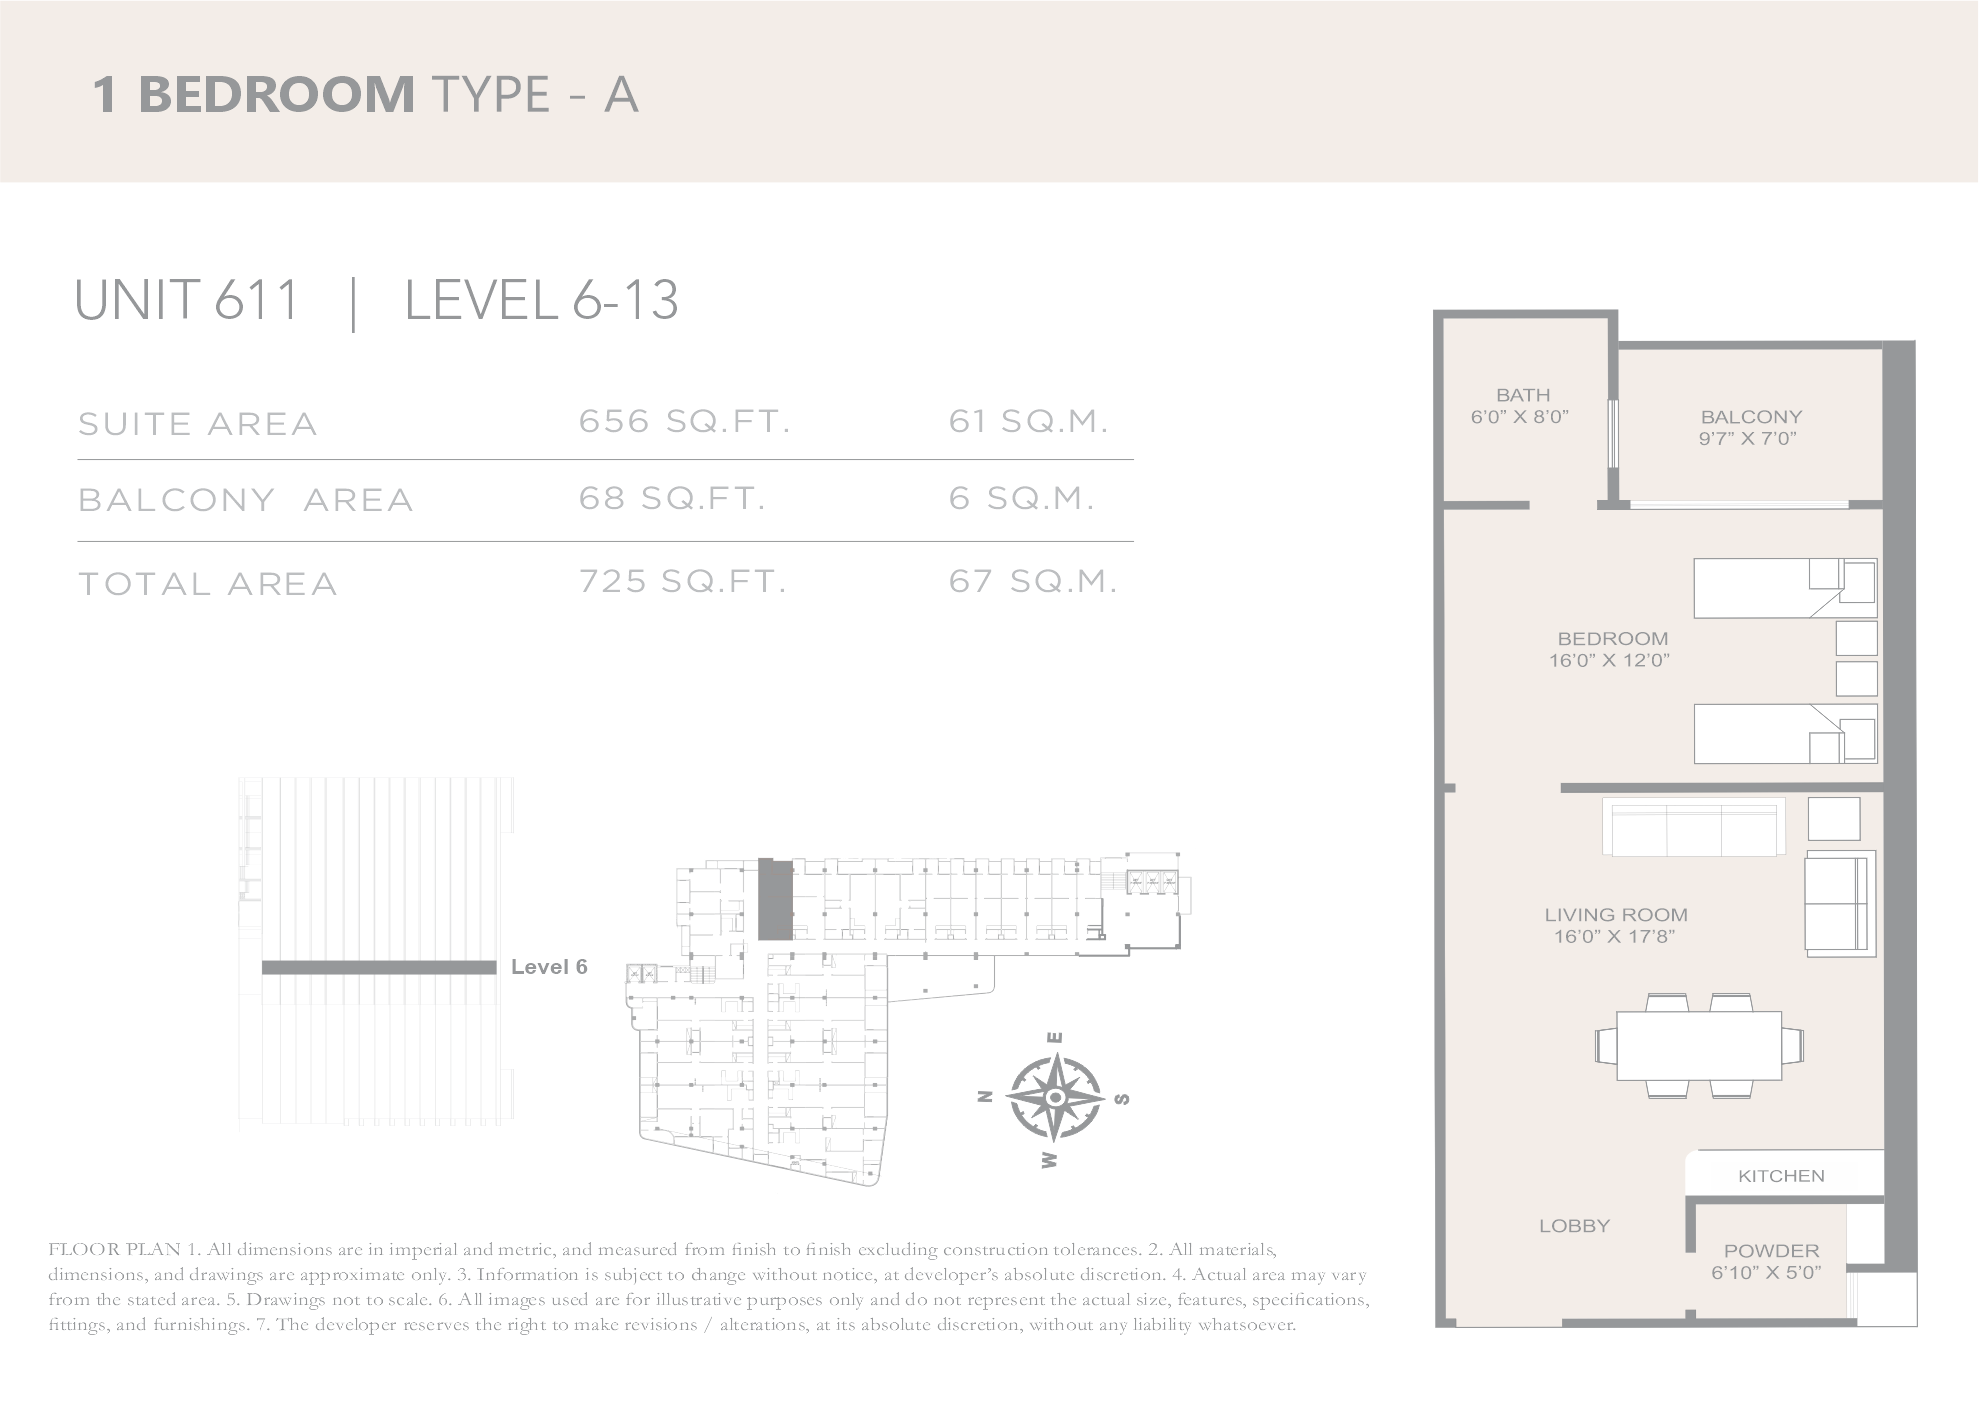 1 BEDROOM TYPE - A
UNIT 611 | LEVEL 6-13
SUITE AREA 656 SQ.FT. 61 SQ.M.
BALCONY AREA 68 SQ.FT. 6 SQ.M.
TOTAL AREA 725 SQ.FT. 67 SQ.M.
BATH
6'0” X 8'0”
BALCONY
9'7” X 7'0”
BEDROOM
16'0” X 12'0”
LIVING ROOM
16'0” X 17'8”
KITCHEN
LOBBY
POWDER
6'10” X 5'0”
Level 6
E
N
S
W
FLOOR PLAN 1. All dimensions are in imperial and metric, and measured from finish to finish excluding construction tolerances. 2. All materials,
dimensions, and drawings are approximate only. 3. Information is subject to change without notice, at developer's absolute discretion. 4. Actual area may vary
from the stated area. 5. Drawings not to scale. 6. All images used are for illustrative purposes only and do not represent the actual size, features, specifications,
fittings, and furnishings. 7. The developer reserves the right to make revisions / alterations, at its absolute discretion, without any liability whatsoever.